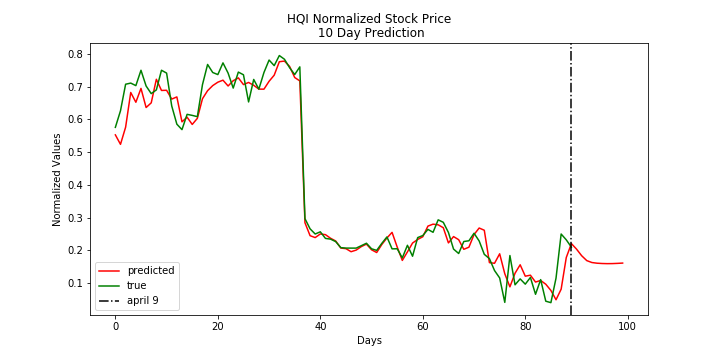 HQI Normalized Stock Price
10 Day Prediction
Normalized Values
0.8
0.7
0.6
0.5
0.4
0.3
0.2
0.1
predicted
true
april 9
0 20 40 60 80 100
Days